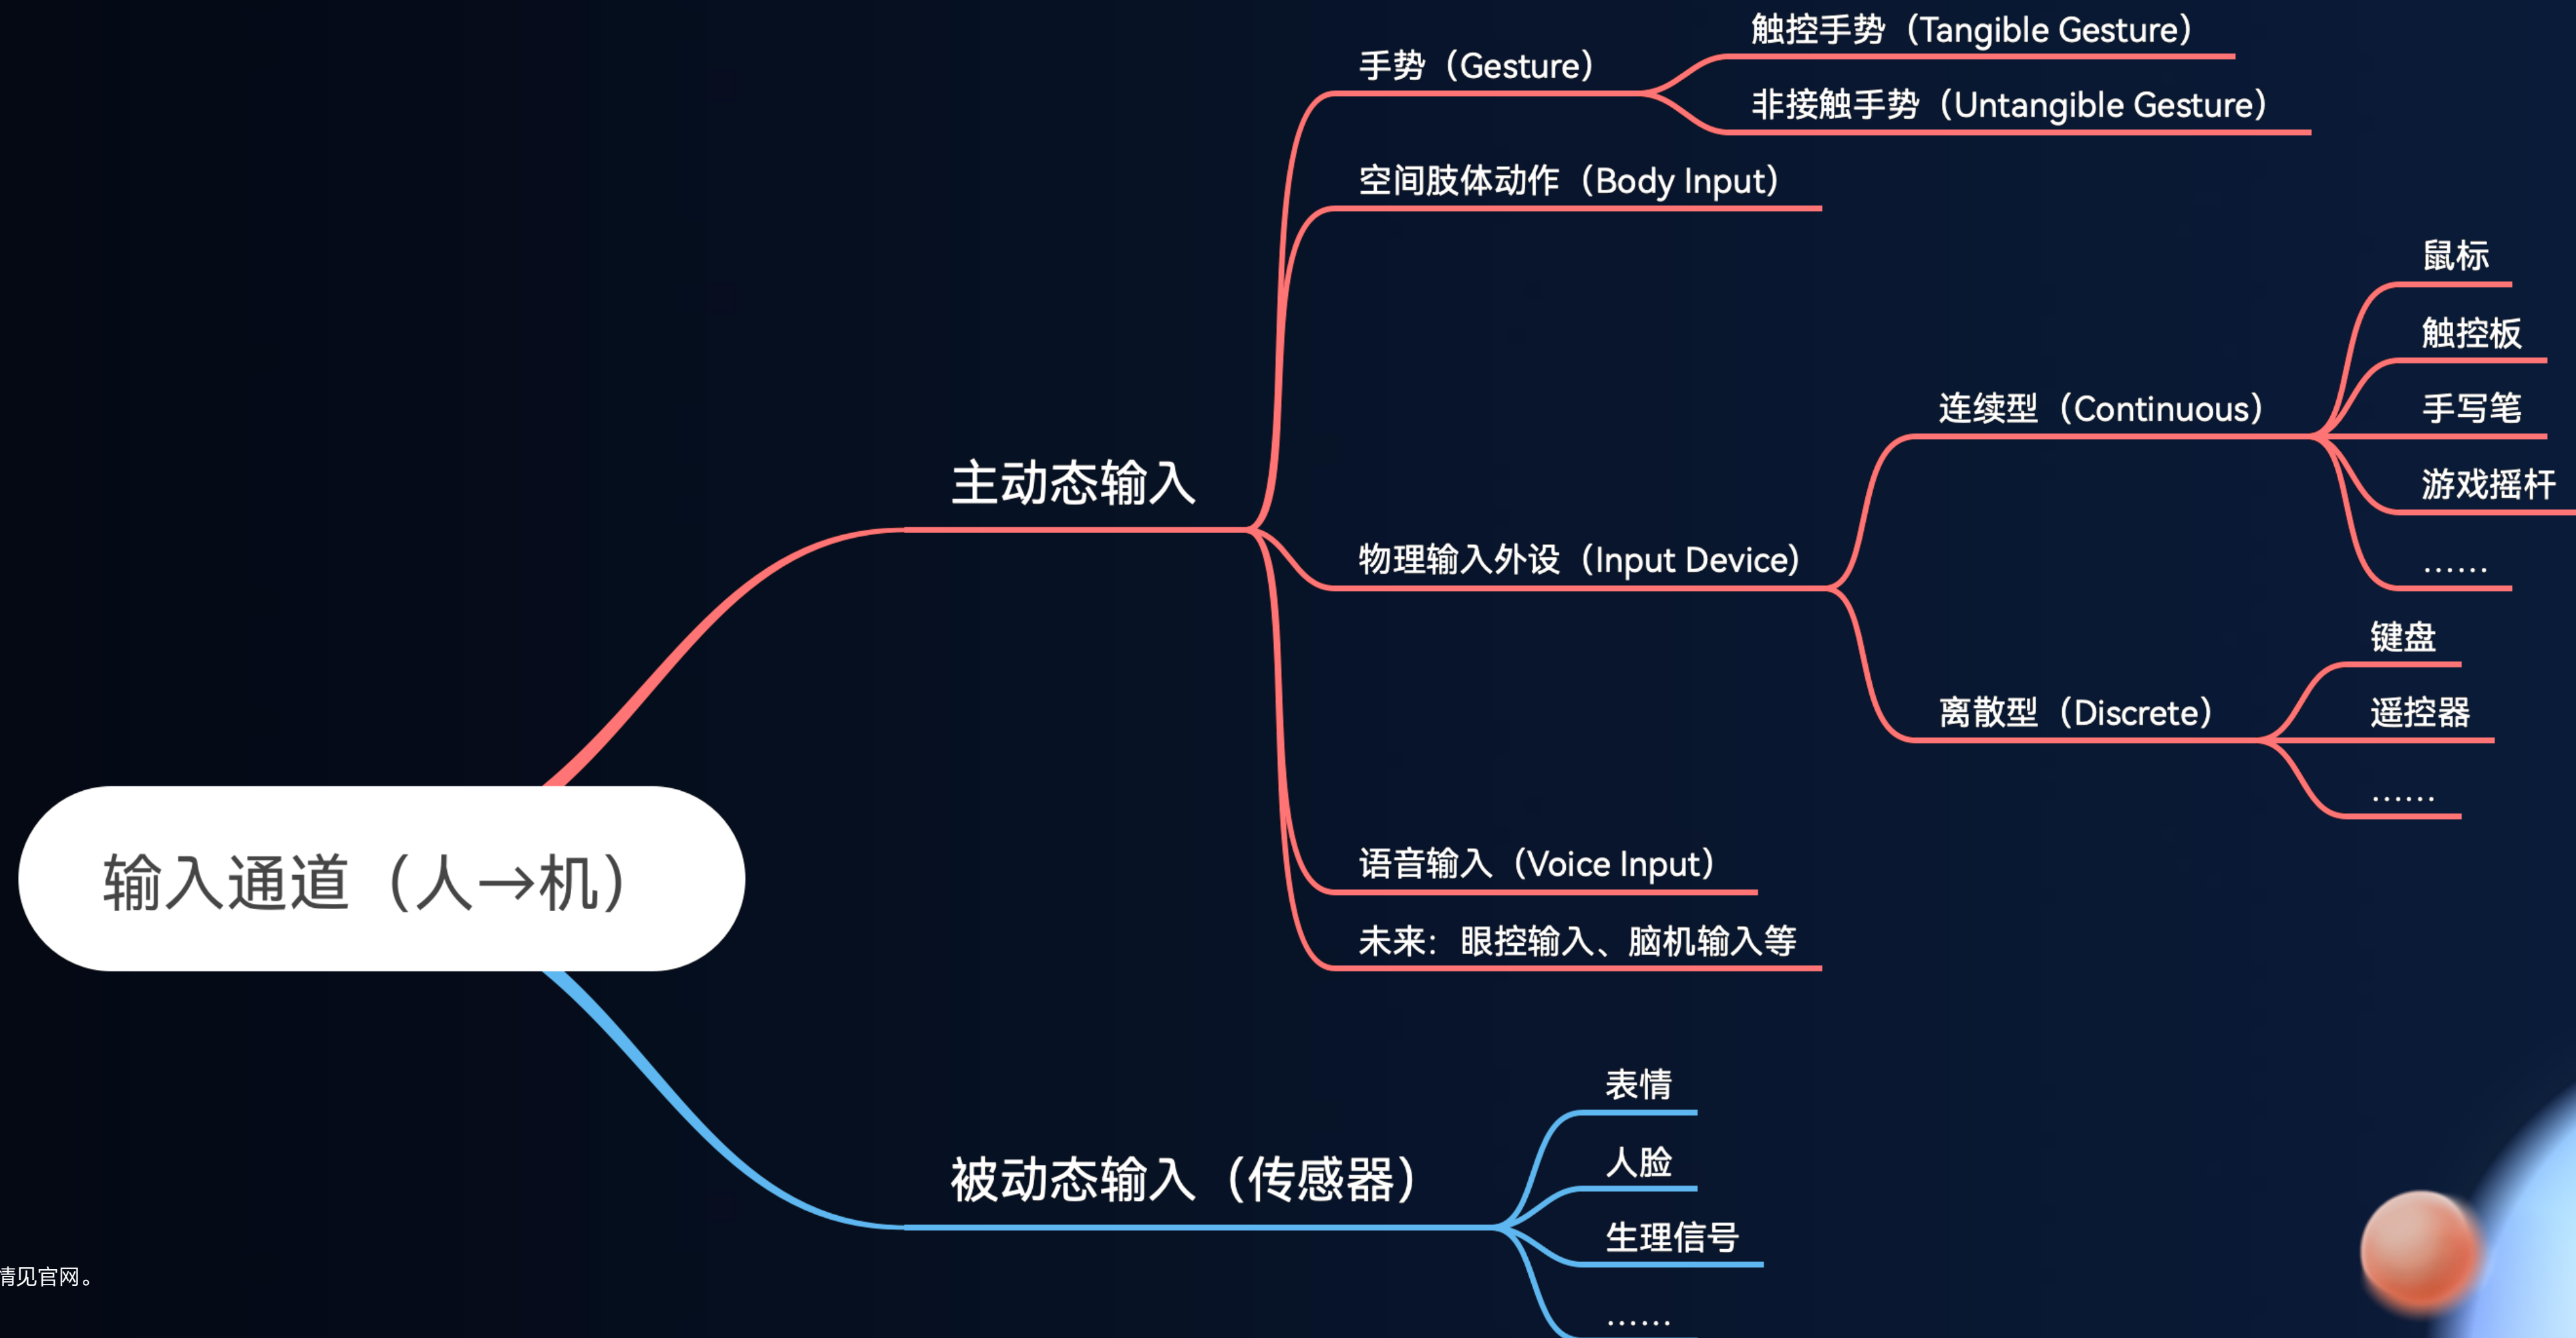 输入通道（人→机）
主动态输入
手势（Gesture）
触控手势（Tangible Gesture）
非接触手势（Untangible Gesture）
空间肢体动作（Body Input）
物理输入外设（Input Device）
连续型（Continuous）
鼠标
触控板
手写笔
游戏摇杆
……
离散型（Discrete）
键盘
遥控器
……
语音输入（Voice Input）
未来：眼控输入、脑机输入等
被动态输入（传感器）
表情
人脸
生理信号
……
情见官网。